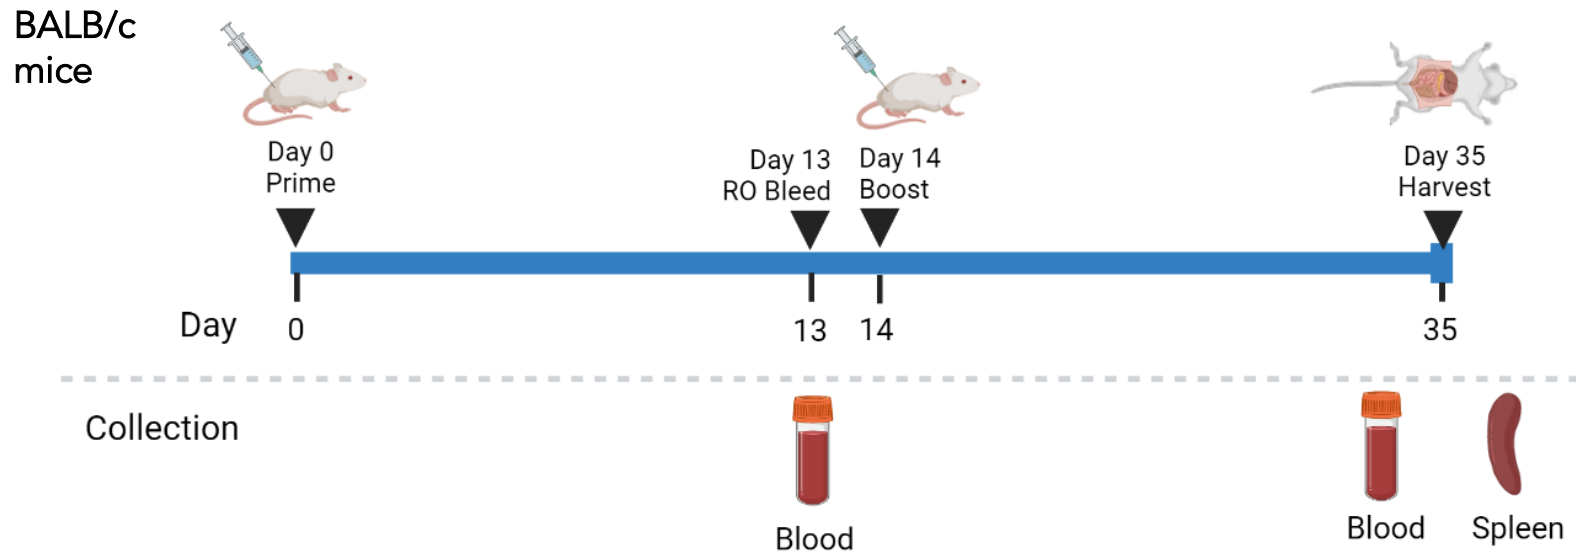 BALB/c
mice
Day 0
Prime
Day 13
RO Bleed
Day 14
Boost
Day 35
Harvest
Day
0
13
14
35
Collection
Blood
Blood
Spleen